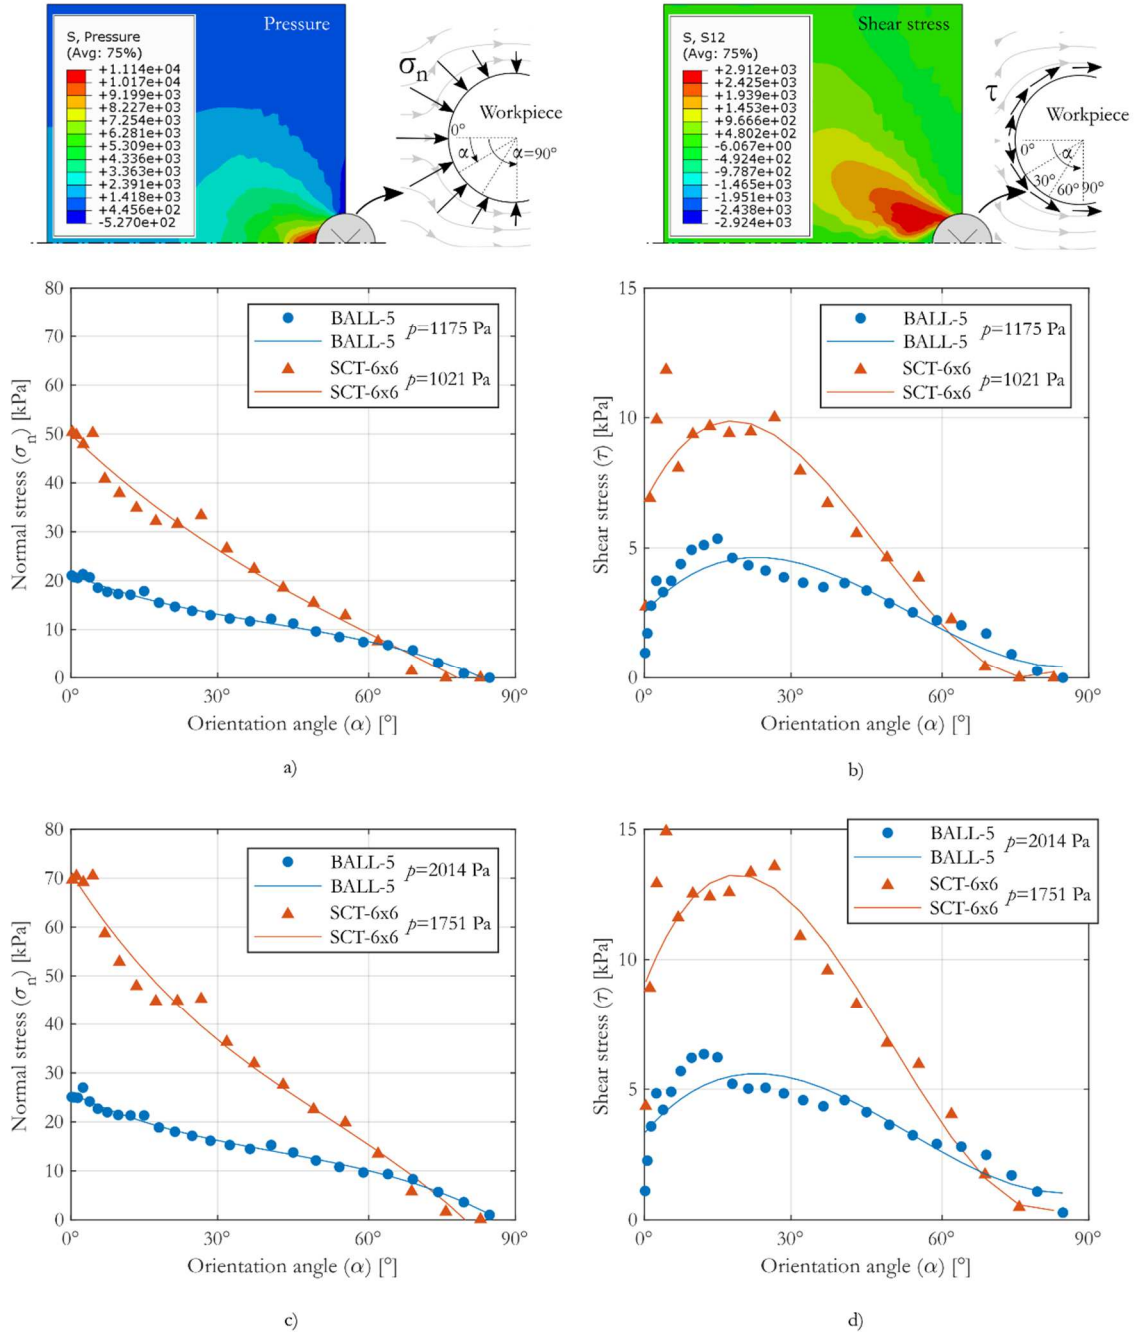 Pressure
S, Pressure
(Avg: 75%)
+1.114e+04
+1.017e+04
+9.199e+03
+8.227e+03
+7.254e+03
+6.281e+03
+5.309e+03
+4.336e+03
+3.363e+03
+2.391e+03
+1.418e+03
+4.456e+02
-5.270e+02
σn
Workpiece
0°
α
α=90°
Shear stress
S, S12
(Avg: 75%)
+2.912e+03
+2.425e+03
+1.939e+03
+1.453e+03
+9.666e+02
+4.802e+02
-6.067e+00
-4.924e+02
-9.787e+02
-1.465e+03
-1.951e+03
-2.438e+03
-2.924e+03
τ
Workpiece
0°
α
30°
60°
90°
80
70
60
50
40
30
20
10
0
Normal stress (σn) [kPa]
BALL-5
BALL-5
p=1175 Pa
SCT-6x6
SCT-6x6
p=1021 Pa
0° 30° 60° 90°
Orientation angle (α) [°]
a)
15
10
5
0
Shear stress (τ) [kPa]
BALL-5
BALL-5
p=1175 Pa
SCT-6x6
SCT-6x6
p=1021 Pa
0 30° 60° 90°
Orientation angle (α) [°]
b)
80
70
60
50
40
30
20
10
0
Normal stress (σn) [kPa]
BALL-5
BALL-5
p=2014 Pa
SCT-6x6
SCT-6x6
p=1751 Pa
0° 30° 60° 90°
Orientation angle (α) [°]
c)
15
10
5
0
Shear stress (τ) [kPa]
BALL-5
BALL-5
p=2014 Pa
SCT-6x6
SCT-6x6
p=1751 Pa
0° 30° 60° 90°
Orientation angle (α) [°]
d)